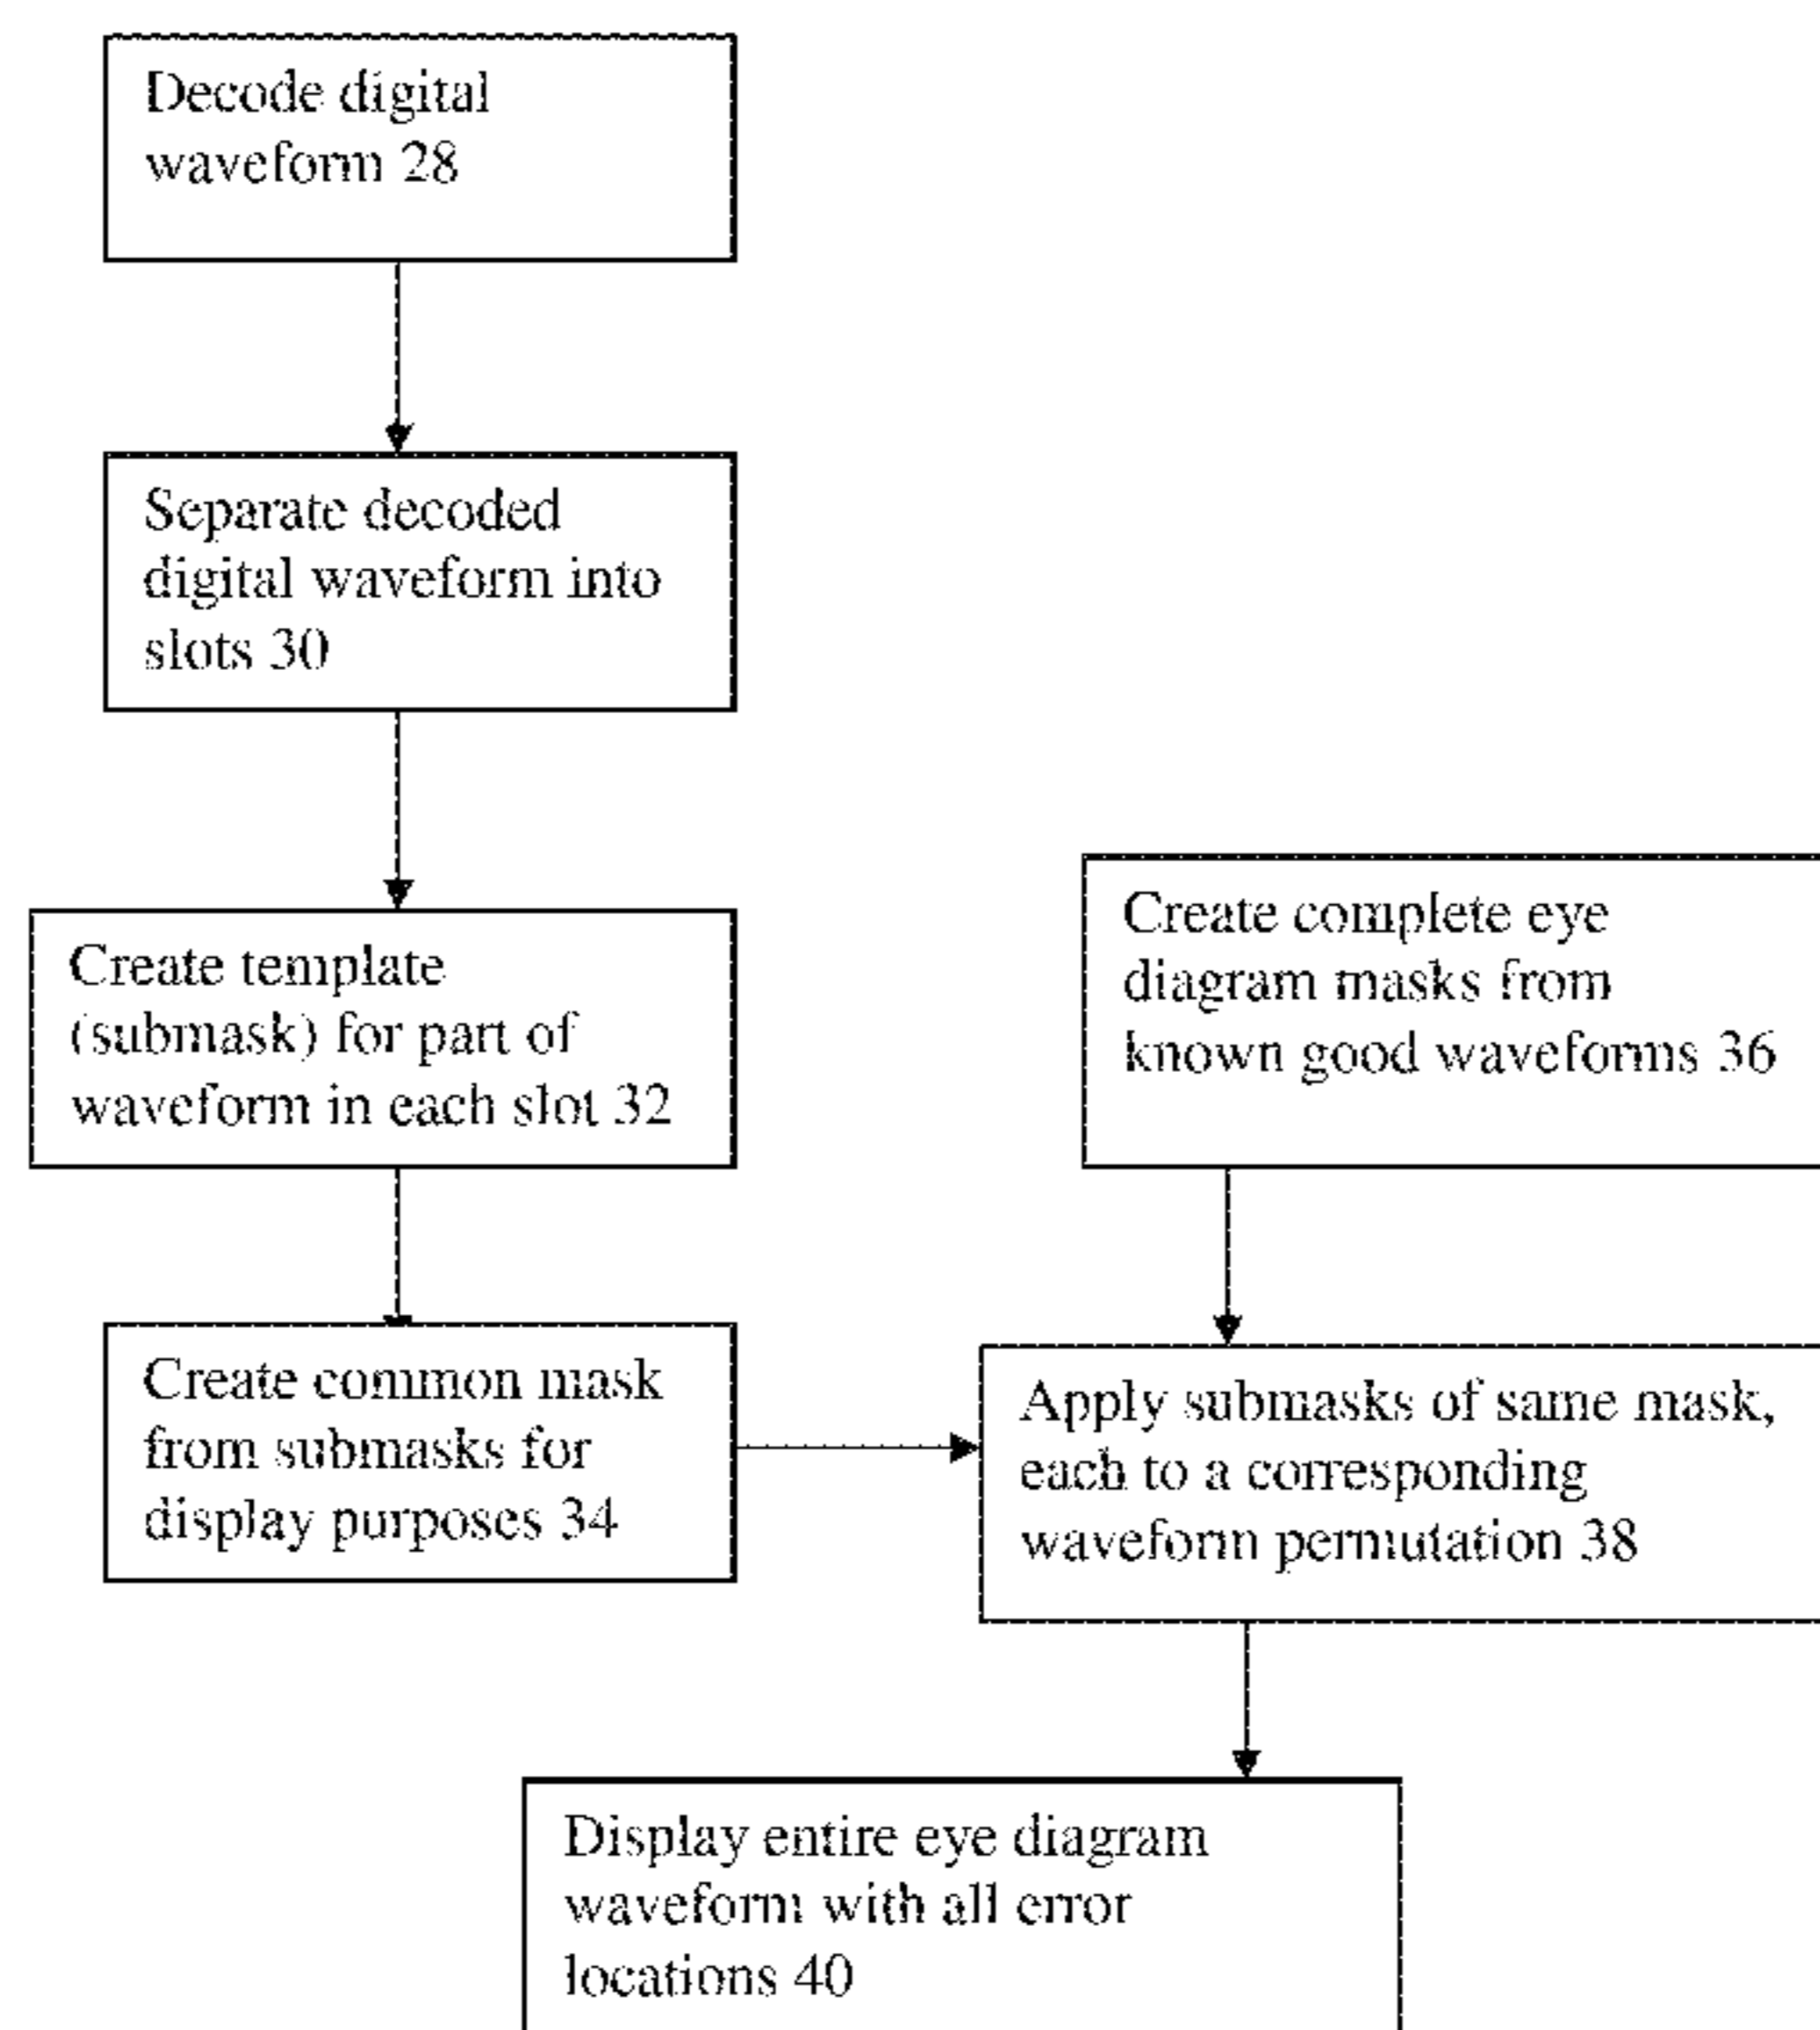 Decode digital
waveform 28
Separate decoded
digital waveform into
slots 30
Create template
(submask) for part of
waveform in each slot 32
Create complete eye
diagram masks from
known good waveforms 36
Create common mask
from submasks for
display purposes 34
Apply submasks of same mask,
each to a corresponding
waveform permutation 38
Display entire eye diagram
waveform with all error
locations 40